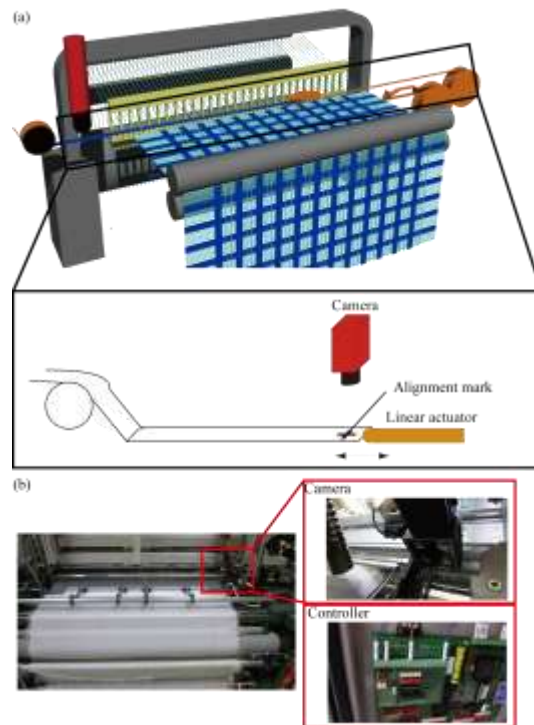 (a)
Camera
Alignment mark
Linear actuator
(b)
Camera
Controller